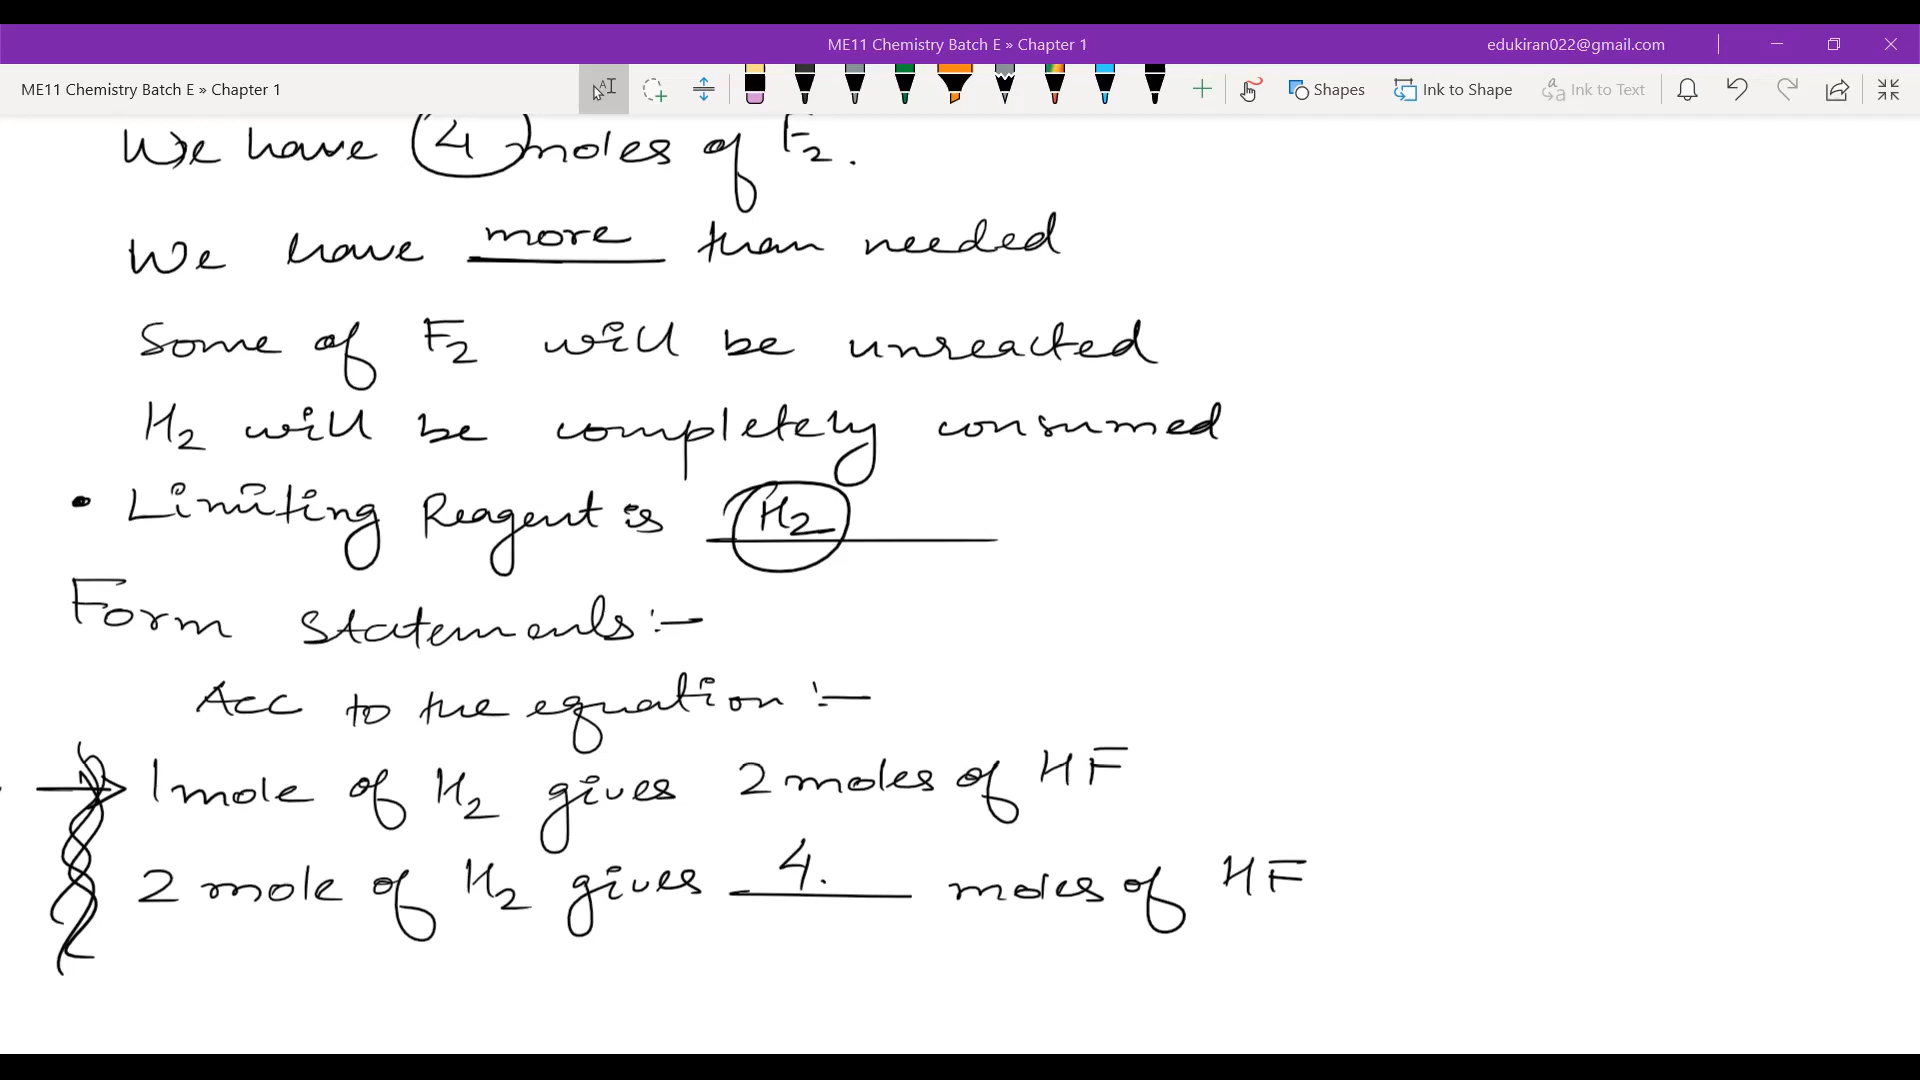 ME11 Chemistry Batch E » Chapter 1
edukiran022@gmail.com
ME11 Chemistry Batch E » Chapter 1
Shapes
Ink to Shape
Ink to Text
We have 4 moles of F2.
We have more than needed
Some of F2 will be unreacted
H2 will be completely consumed
• Limiting Reagent is H2
Form statements:-
Acc to the equation :-
→ 1 mole of H2 gives 2 moles of HF
2 mole of H2 gives 4. moles of HF